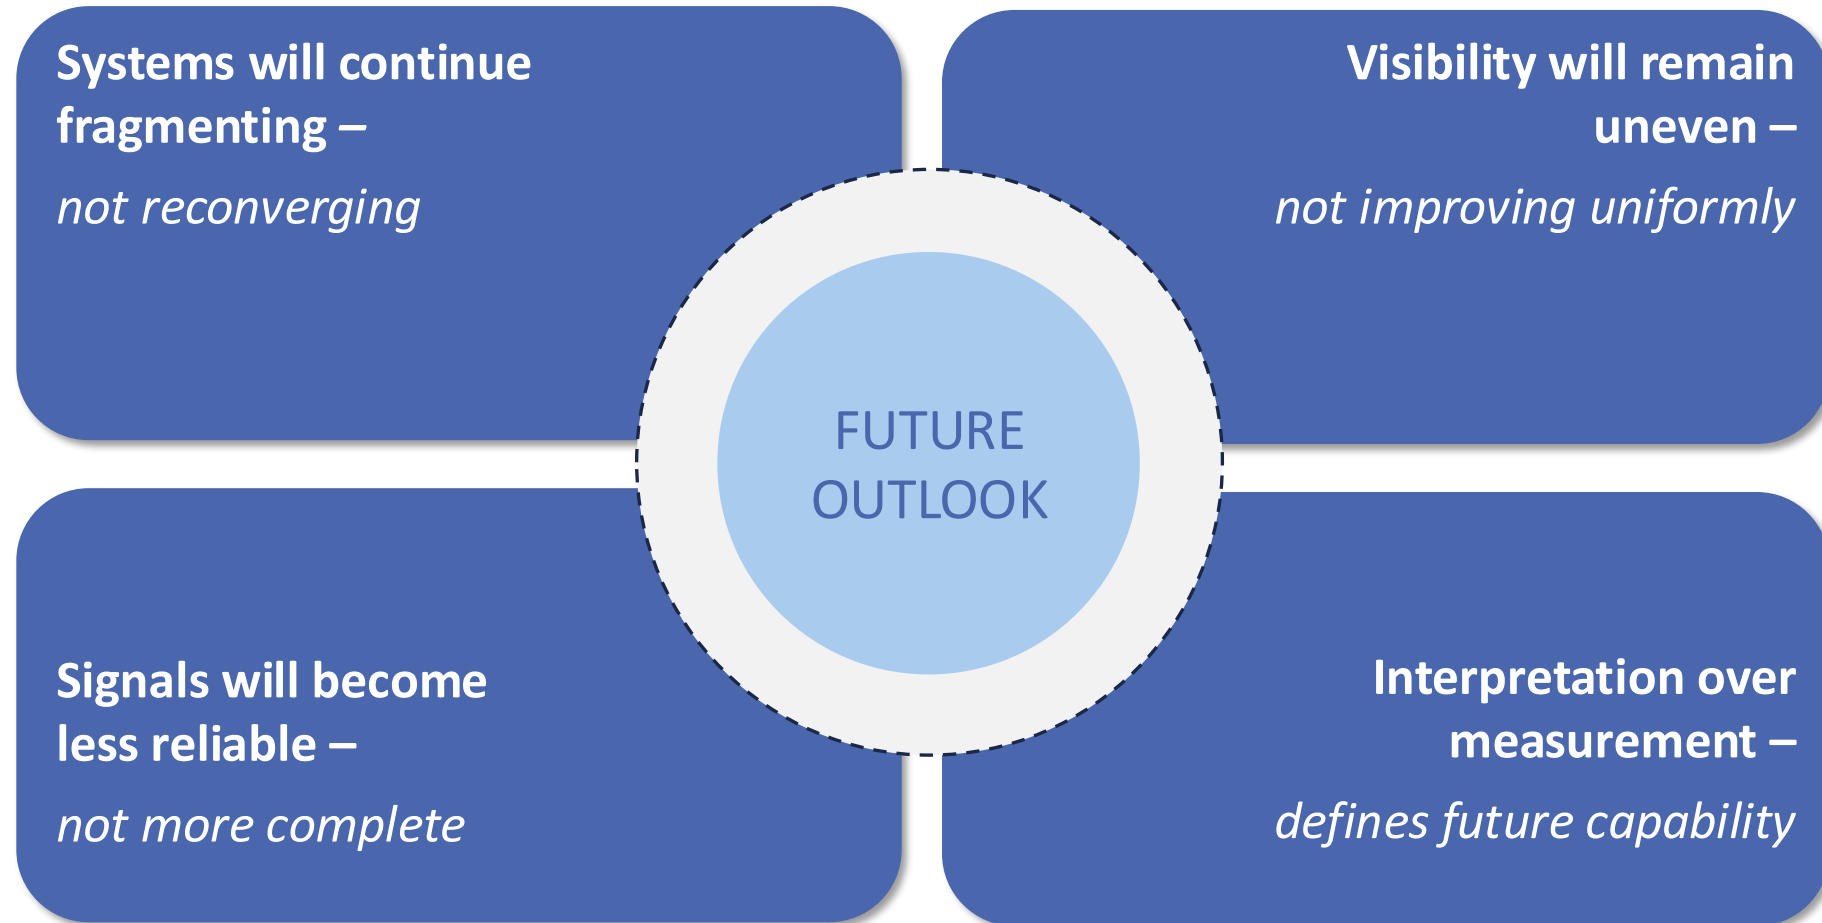 Systems will continue
fragmenting –
not reconverging
Visibility will remain
uneven –
not improving uniformly
FUTURE
OUTLOOK
Signals will become
less reliable –
not more complete
Interpretation over
measurement –
defines future capability